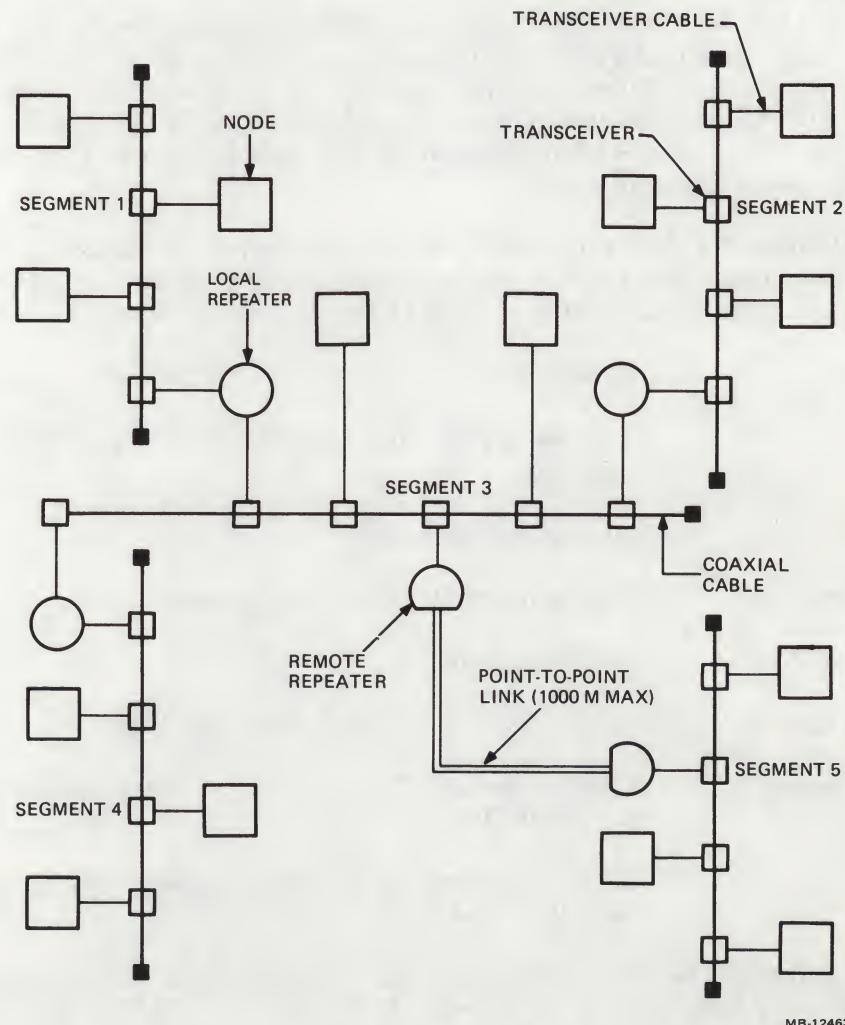 TRANSCEIVER CABLE
NODE
TRANSCEIVER
SEGMENT 1
SEGMENT 2
LOCAL
REPEATER
SEGMENT 3
COAXIAL
CABLE
REMOTE
REPEATER
POINT-TO-POINT
LINK (1000 M MAX)
SEGMENT 4
SEGMENT 5